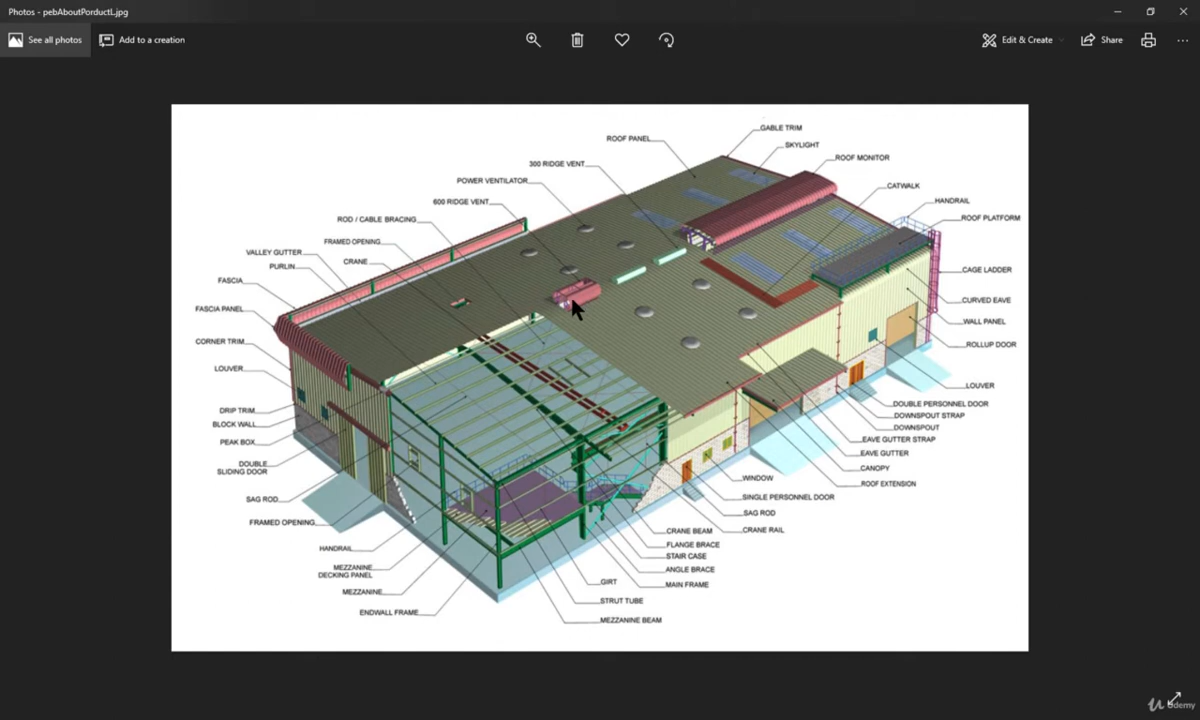 Photos - pebAboutPorductL.jpg
See all photos
Add to a creation
Edit & Create
Share
GABLE TRIM
ROOF PANEL
SKYLIGHT
300 RIDGE VENT
ROOF MONITOR
POWER VENTILATOR
CATWALK
600 RIDGE VENT
HANDRAIL
ROD / CABLE BRACING
ROOF PLATFORM
FRAMED OPENING
VALLEY GUTTER
CRANE
PURLIN
CAGE LADDER
FASCIA
CURVED EAVE
FASCIA PANEL
WALL PANEL
CORNER TRIM
ROLLUP DOOR
LOUVER
LOUVER
DOUBLE PERSONNEL DOOR
DRIP TRIM
DOWNSPOUT STRAP
BLOCK WALL
DOWNSPOUT
PEAK BOX
EAVE GUTTER STRAP
EAVE GUTTER
DOUBLE
SLIDING DOOR
CANOPY
WINDOW
ROOF EXTENSION
SAG ROD
SINGLE PERSONNEL DOOR
SAG ROD
FRAMED OPENING
CRANE BEAM
CRANE RAIL
HANDRAIL
FLANGE BRACE
STAIR CASE
MEZZANINE
DECKING PANEL
ANGLE BRACE
GIRT
MAIN FRAME
MEZZANINE
STRUT TUBE
ENDWALL FRAME
MEZZANINE BEAM
Udemy